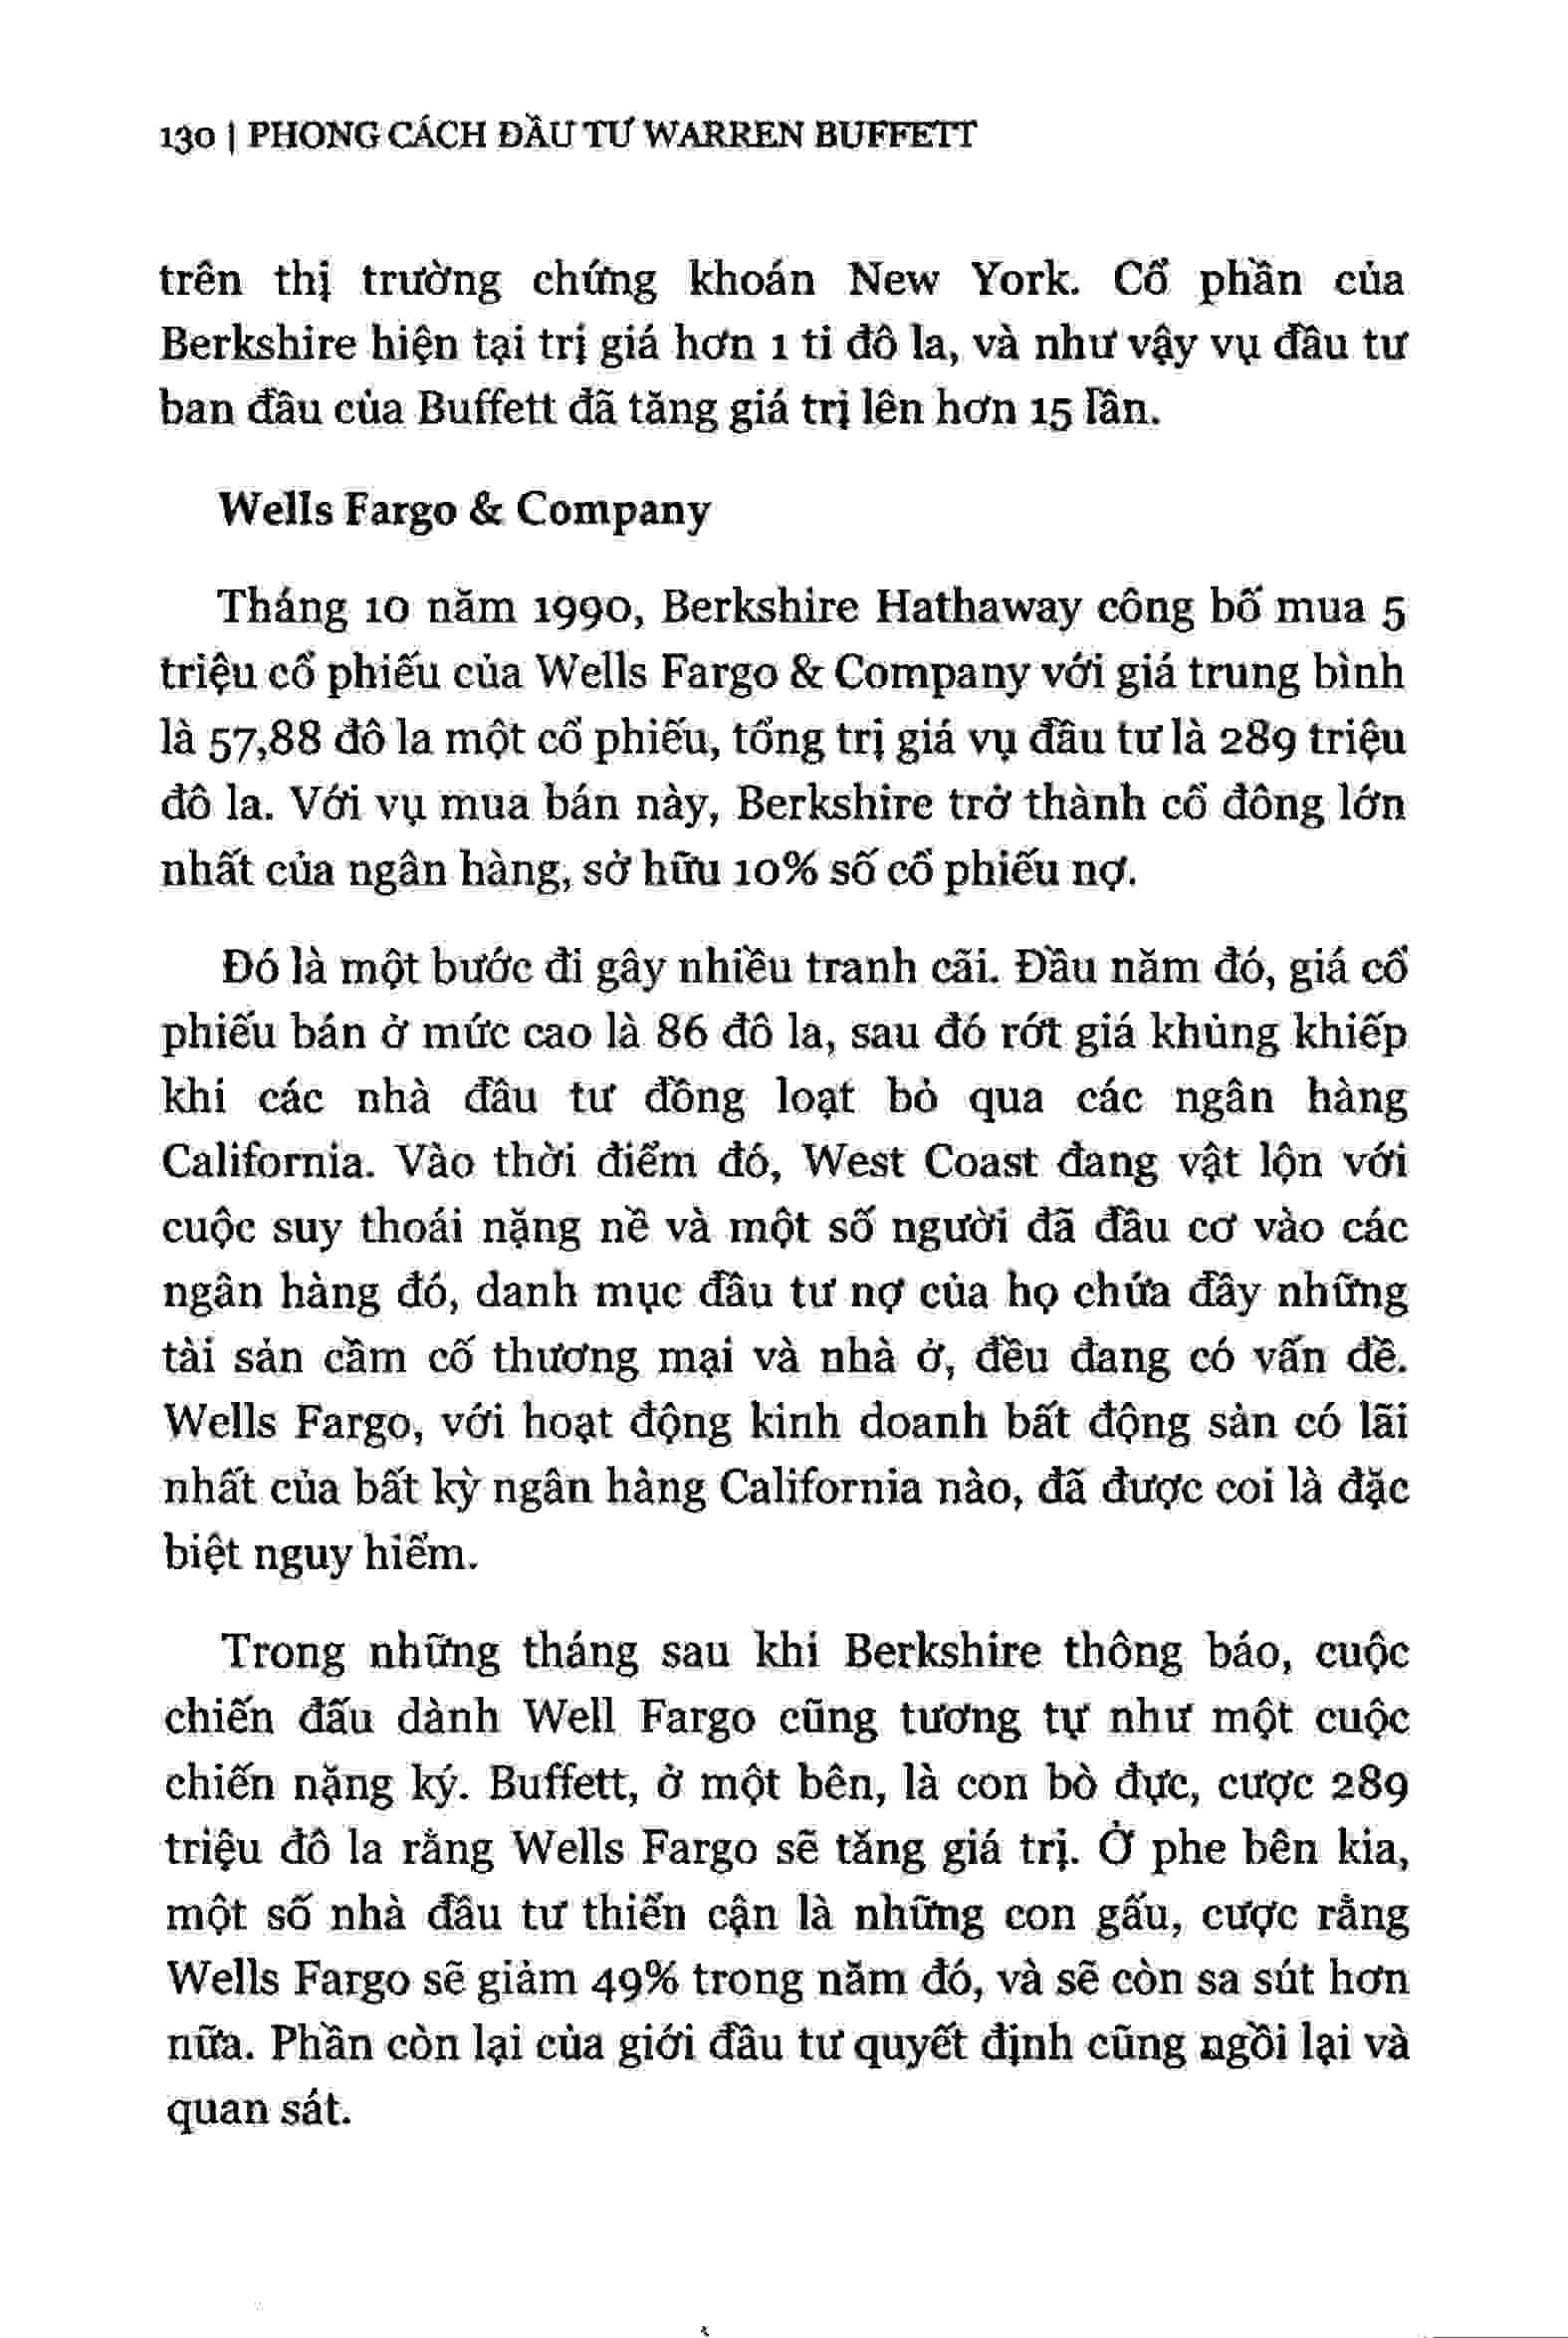 130 | PHONG CÁCH ĐẦU TƯ WARREN BUFFETT
trên thị trường chứng khoán New York. Cổ phần của
Berkshire hiện tại trị giá hơn 1 ti đô la, và như vậy vụ đầu tư
ban đầu của Buffett đã tăng giá trị lên hơn 15 lần.
Wells Fargo & Company
Tháng 10 năm 1990, Berkshire Hathaway công bố mua 5
triệu cổ phiếu của Wells Fargo & Company với giá trung bình
là 57,88 đô la một cổ phiếu, tổng trị giá vụ đầu tư là 289 triệu
đô la. Với vụ mua bán này, Berkshire trở thành cổ đông lớn
nhất của ngân hàng, sở hữu 10% số cổ phiếu nợ.
Đó là một bước đi gây nhiều tranh cãi. Đầu năm đó, giá cổ
phiếu bán ở mức cao là 86 đô la, sau đó rớt giá khủng khiếp
khi các nhà đầu tư đồng loạt bỏ qua các ngân hàng
California. Vào thời điểm đó, West Coast đang vật lộn với
cuộc suy thoái nặng nề và một số người đã đầu cơ vào các
ngân hàng đó, danh mục đầu tư nợ của họ chứa đầy những
tài sản cầm cố thương mại và nhà ở, đều đang có vấn đề.
Wells Fargo, với hoạt động kinh doanh bất động sản có lãi
nhất của bất kỳ ngân hàng California nào, đã được coi là đặc
biệt nguy hiểm.
Trong những tháng sau khi Berkshire thông báo, cuộc
chiến đấu dành Well Fargo cũng tương tự như một cuộc
chiến nặng ký. Buffett, ở một bên, là con bò đực, cược 289
triệu đô la rằng Wells Fargo sẽ tăng giá trị. Ở phe bên kia,
một số nhà đầu tư thiển cận là những con gấu, cược rằng
Wells Fargo sẽ giảm 49% trong năm đó, và sẽ còn sa sút hơn
nữa. Phần còn lại của giới đầu tư quyết định cũng ngồi lại và
quan sát.